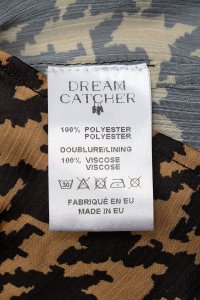 DREAM
CATCHER
100% POLYESTER
POLYESTER
DOUBLURE/LINING
100% VISCOSE
VISCOSE
FABRIQUÉ EN EU
MADE IN EU